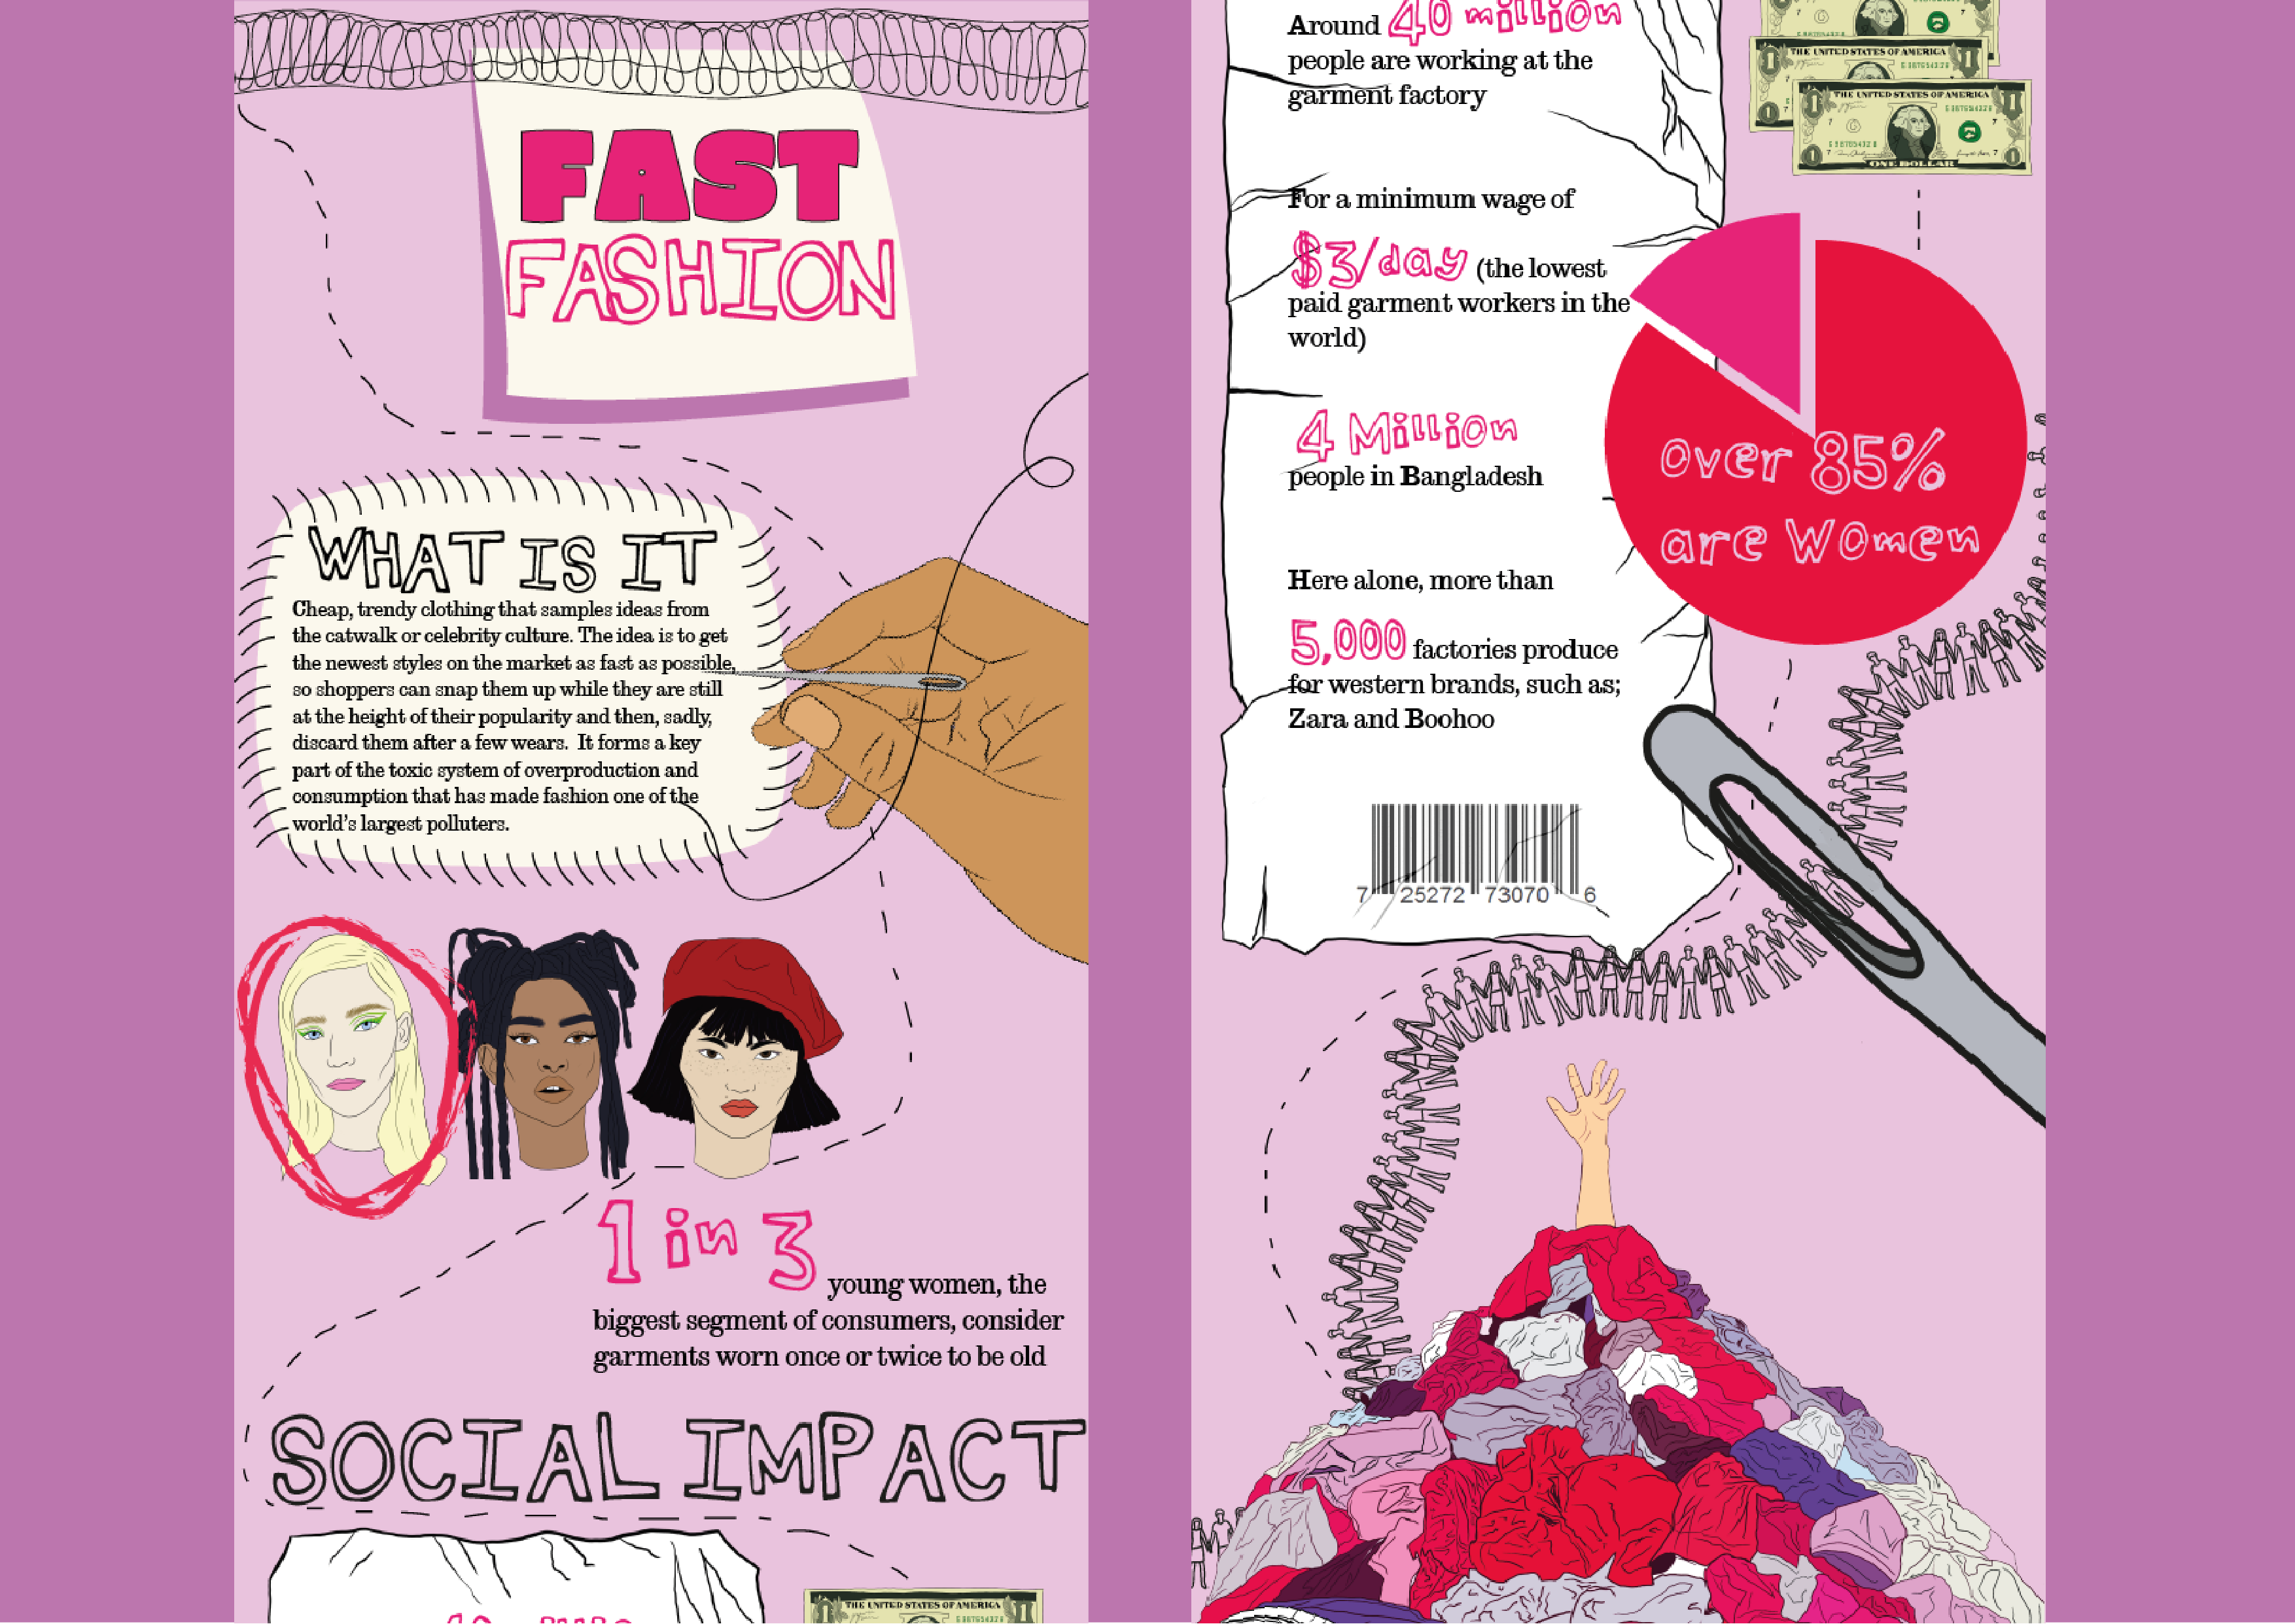 FAST
FASHION
WHAT IS IT
Cheap, trendy clothing that samples ideas from
the catwalk or celebrity culture. The idea is to get
the newest styles on the market as fast as possible,
so shoppers can snap them up while they are still
at the height of their popularity and then, sadly,
discard them after a few wears. It forms a key
part of the toxic system of overproduction and
consumption that has made fashion one of the
world's largest polluters.
1 in 3 young women, the
biggest segment of consumers, consider
garments worn once or twice to be old
SOCIAL IMPACT
THE UNITED STATES OF AMERICA
Around 40 million
people are working at the
garment factory
For a minimum wage of
$3/day (the lowest
paid garment workers in the
world)
4 Million
people in Bangladesh
Here alone, more than
5,000 factories produce
for western brands, such as;
Zara and Boohoo
7 25272 73070 6
THE UNITED STATES OF AMERICA
THE UNITED STATES OF AMERICA
ONE DOLLAR
Over 85%
are Women